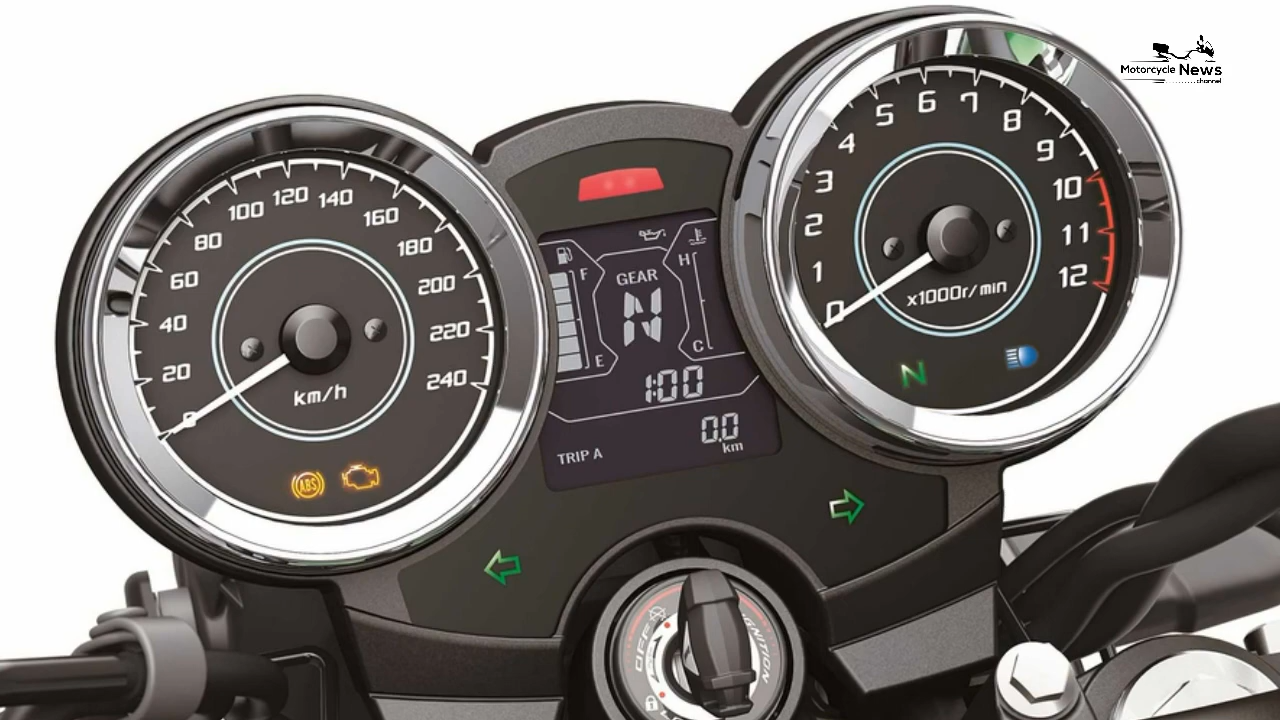 Motorcycle News
channel
0
20
40
60
80
100
120
140
160
180
200
220
240
km/h
ABS
F
E
GEAR
N
H
C
1:00
0.0
km
TRIP A
0
1
2
3
4
5
6
7
8
9
10
11
12
x1000r/min
N
OFF
IGNITION